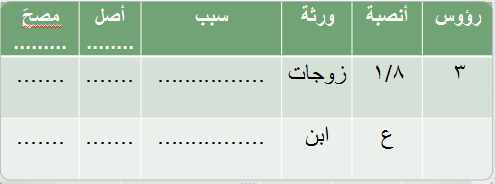 رؤوس أنصبة ورثة سبب أصل ........ مصحّ .........
٣ ١/٨ زوجات ................ ....... .......
ع ابن ................ ....... .......